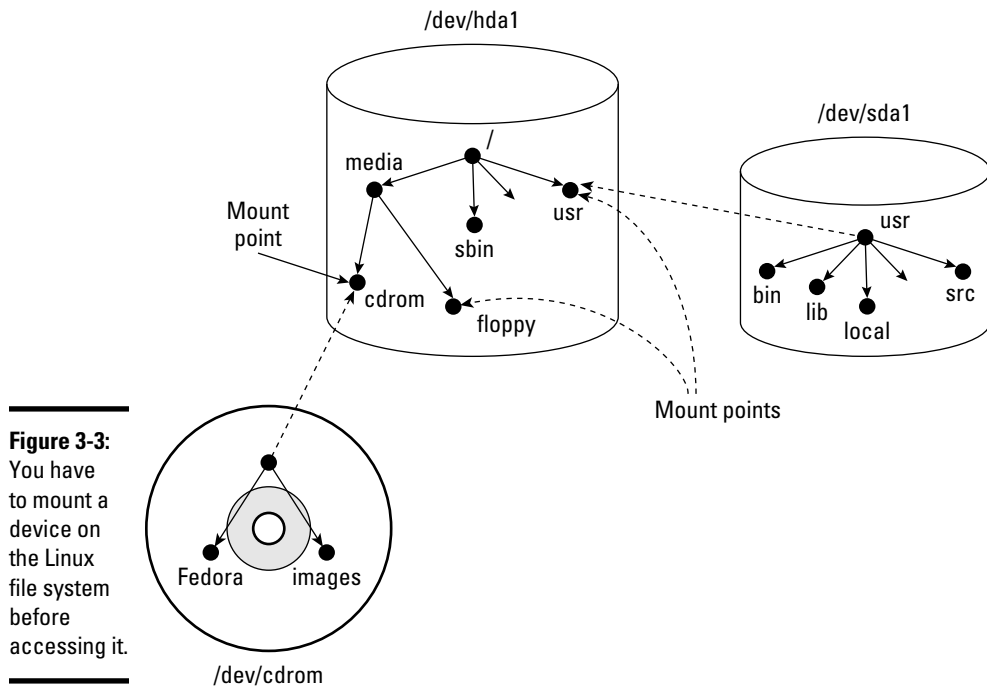 /dev/hda1
/dev/sda1
/
media
usr
usr
Mount
point
sbin
bin
src
cdrom
lib
floppy
local
Mount points
Figure 3-3:
You have
to mount a
device on
the Linux
file system
before
accessing it.
Fedora
images
/dev/cdrom